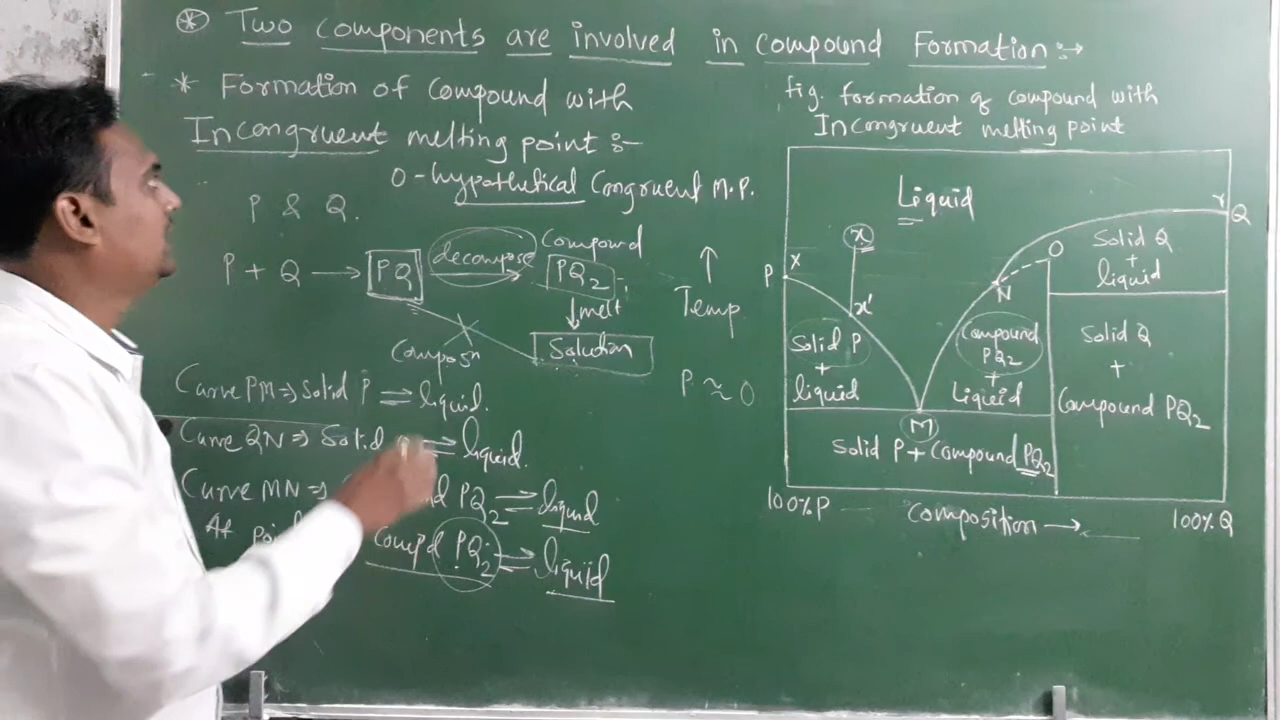 * Two components are involved in compound Formation :→
* Formation of Compound with
Incongruent melting point :-
O - hypothetical Congruent M.P.
P & Q.
P + Q → PQ decompose Compound PQ2
↓ melt
Composn
Solution
Curve PM ⇒ Solid P ⇌ liquid.
Curve QN ⇒ Solid ⇌ liquid.
Curve MN ⇒ PQ2 ⇌ liquid
At Compd PQ2 ⇌ liquid
fig. formation of compound with
Incongruent melting point
Liquid
↑
Temp.
P ≈ 0
P
X
x
x'
Y
Q
O
N
M
Solid P
+
liquid
Compound
PQ2
+
Liquid
Solid Q
+
liquid
Solid Q
+
Compound PQ2
Solid P + Compound PQ2
100% P
Composition →
100% Q